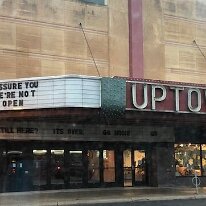 SSURE YOU
'RE NOT
OPEN
UPTO
STILL HERE? ITS OVER. GO HOME